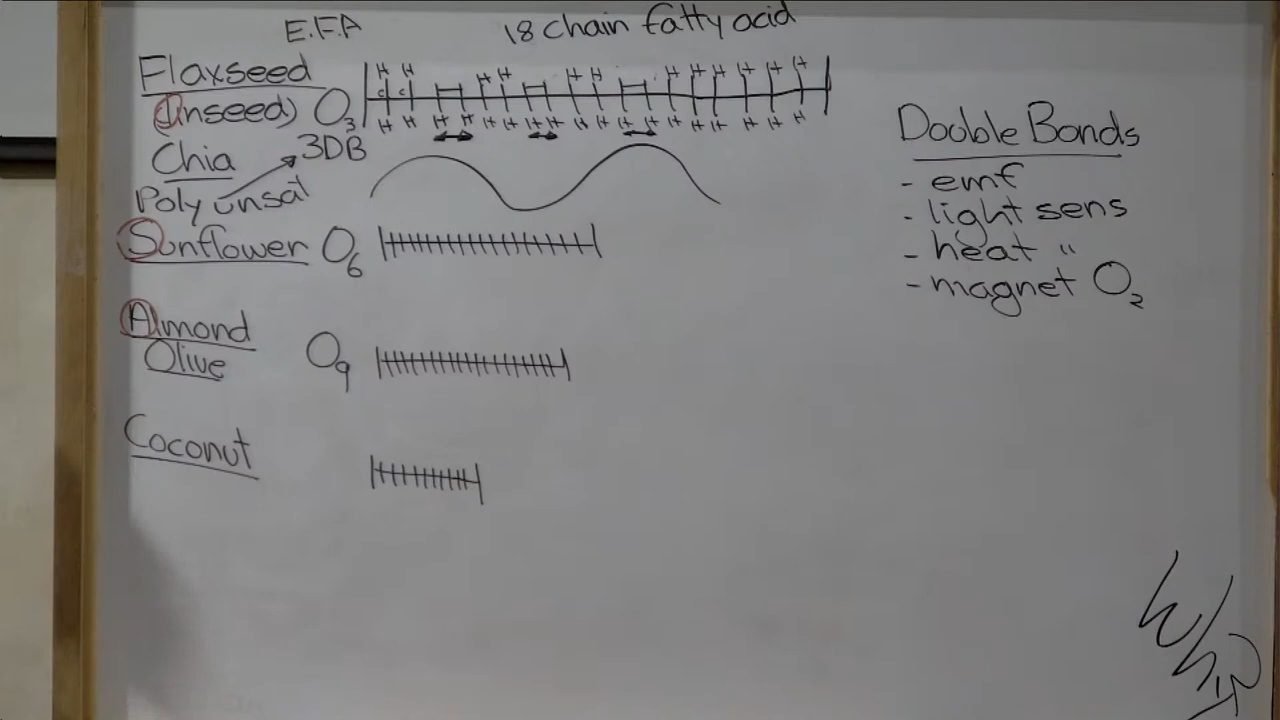 E.F.A
18 Chain fatty acid
Flaxseed
(linseed) O3
Chia
3DB
Poly unsat
Sunflower O6
Almond
Olive O9
Coconut
Double Bonds
- emf
- light sens
- heat "
- magnet O2